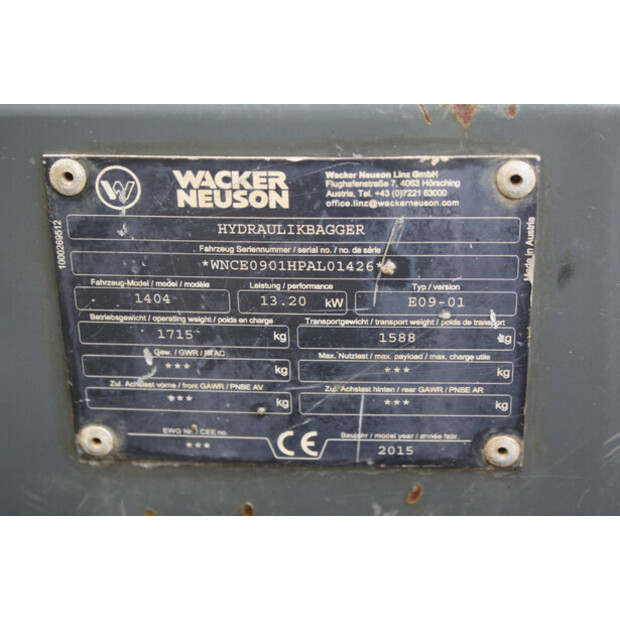 W
WACKER
NEUSON
Wacker Neuson Linz GmbH
Flughafenstraße 7, 4063 Hörsching
Austria, Tel. +43 (0)7221 63000
office.linz@wackerneuson.com
HYDRAULIKBAGGER
Fahrzeug Seriennummer / serial no. / no. de série
*WNCE0901HPAL01426*
Fahrzeug-Model / model / modèle
Leistung / performance
Typ / version
1404
13.20 kW
E09-01
Betriebsgewicht / operating weight / poids en charge
Transportgewicht / transport weight / poids de transport
1715 kg
1588 kg
Gew. / GWR / PTAC
Max. Nutzlast / max. payload / max. charge utile
*** kg
*** kg
Zul. Achslast vorne / front GAWR / PNBE AV
Zul. Achslast hinten / rear GAWR / PNBE AR
*** kg
*** kg
EWG Nr. / CEE no.
***
CE
Baujahr / model year / année fabr.
2015
1000269512
Made in Austria